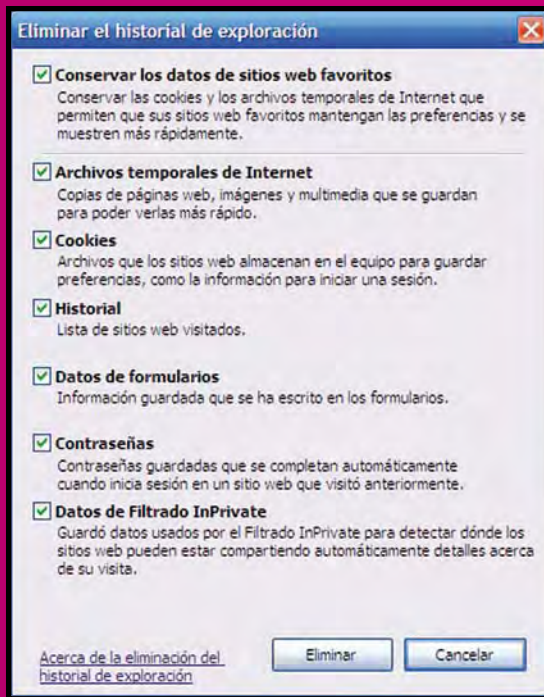 Eliminar el historial de exploración
Conservar los datos de sitios web favoritos
Conservar las cookies y los archivos temporales de Internet que
permiten que sus sitios web favoritos mantengan las preferencias y se
muestren más rápidamente.
Archivos temporales de Internet
Copias de páginas web, imágenes y multimedia que se guardan
para poder verlas más rápido.
Cookies
Archivos que los sitios web almacenan en el equipo para guardar
preferencias, como la información para iniciar una sesión.
Historial
Lista de sitios web visitados.
Datos de formularios
Información guardada que se ha escrito en los formularios.
Contraseñas
Contraseñas guardadas que se completan automáticamente
cuando inicia sesión en un sitio web que visitó anteriormente.
Datos de Filtrado InPrivate
Guardó datos usados por el Filtrado InPrivate para detectar dónde los
sitios web pueden estar compartiendo automáticamente detalles acerca
de su visita.
Acerca de la eliminación del
historial de exploración
Eliminar
Cancelar